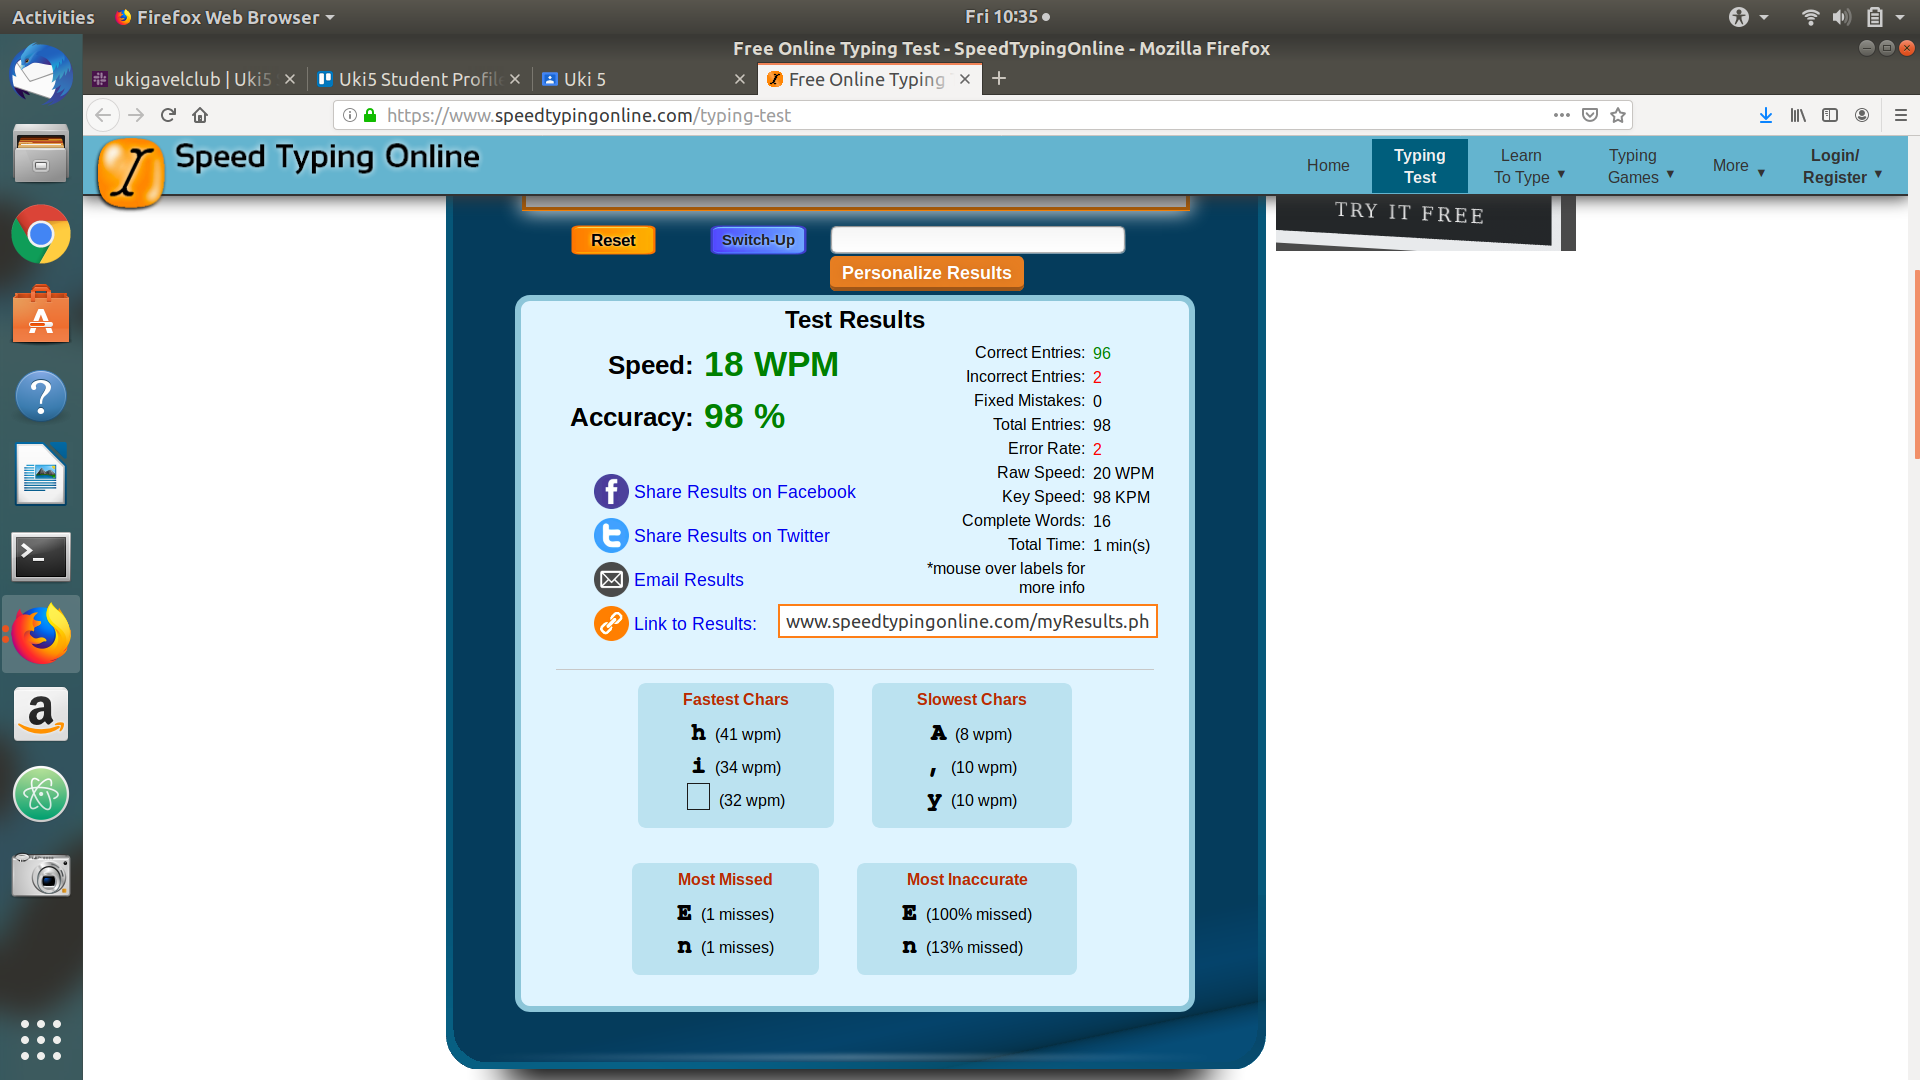 Activities
Firefox Web Browser
Fri 10:35
Free Online Typing Test - SpeedTypingOnline - Mozilla Firefox
ukigavelclub | Uki5
Uki5 Student Profile
Uki 5
Free Online Typing
https://www.speedtypingonline.com/typing-test
Speed Typing Online
Home
Typing Test
Learn To Type
Typing Games
More
Login/ Register
TRY IT FREE
Reset
Switch-Up
Personalize Results
Test Results
Speed: 18 WPM
Accuracy: 98 %
Correct Entries: 96
Incorrect Entries: 2
Fixed Mistakes: 0
Total Entries: 98
Error Rate: 2
Raw Speed: 20 WPM
Key Speed: 98 KPM
Complete Words: 16
Total Time: 1 min(s)
*mouse over labels for
more info
Share Results on Facebook
Share Results on Twitter
Email Results
Link to Results: www.speedtypingonline.com/myResults.ph
Fastest Chars
h (41 wpm)
i (34 wpm)
(32 wpm)
Slowest Chars
A (8 wpm)
, (10 wpm)
y (10 wpm)
Most Missed
E (1 misses)
n (1 misses)
Most Inaccurate
E (100% missed)
n (13% missed)